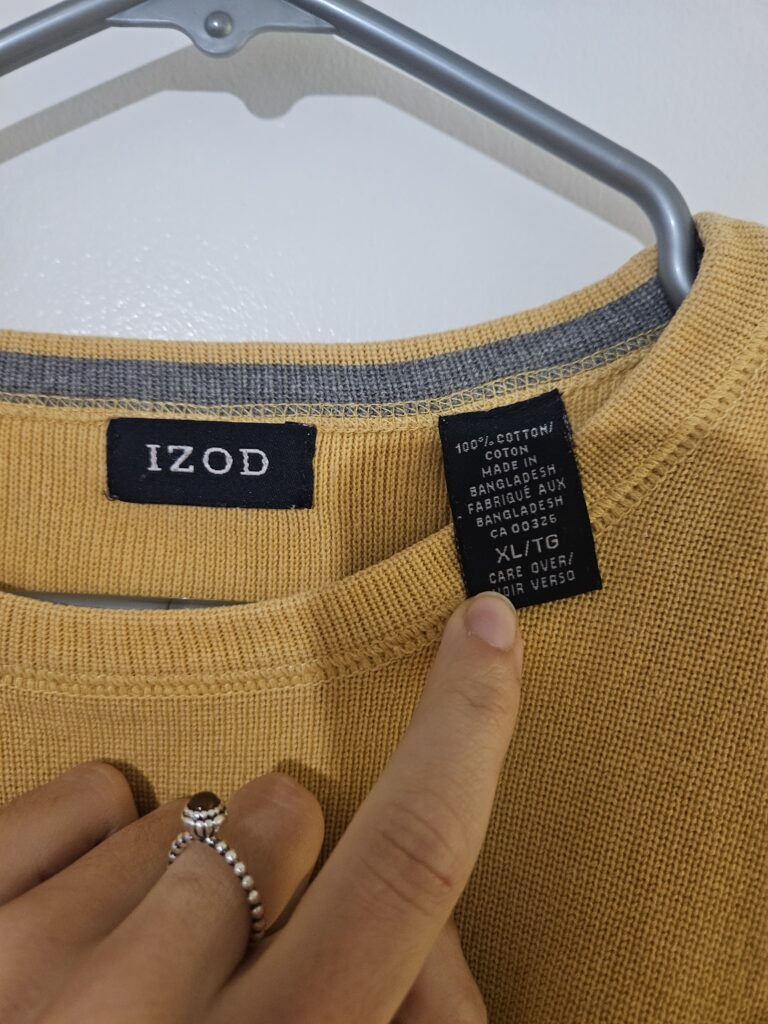 IZOD
100% COTTON/
COTON
MADE IN
BANGLADESH
FABRIQUÉ AUX
BANGLADESH
CA 00326
XL/TG
CARE OVER/
VOIR VERSO